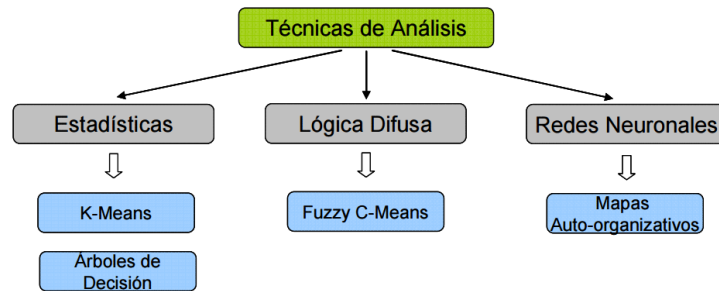 Técnicas de Análisis
Estadísticas
Lógica Difusa
Redes Neuronales
K-Means
Fuzzy C-Means
Mapas
Auto-organizativos
Árboles de
Decisión